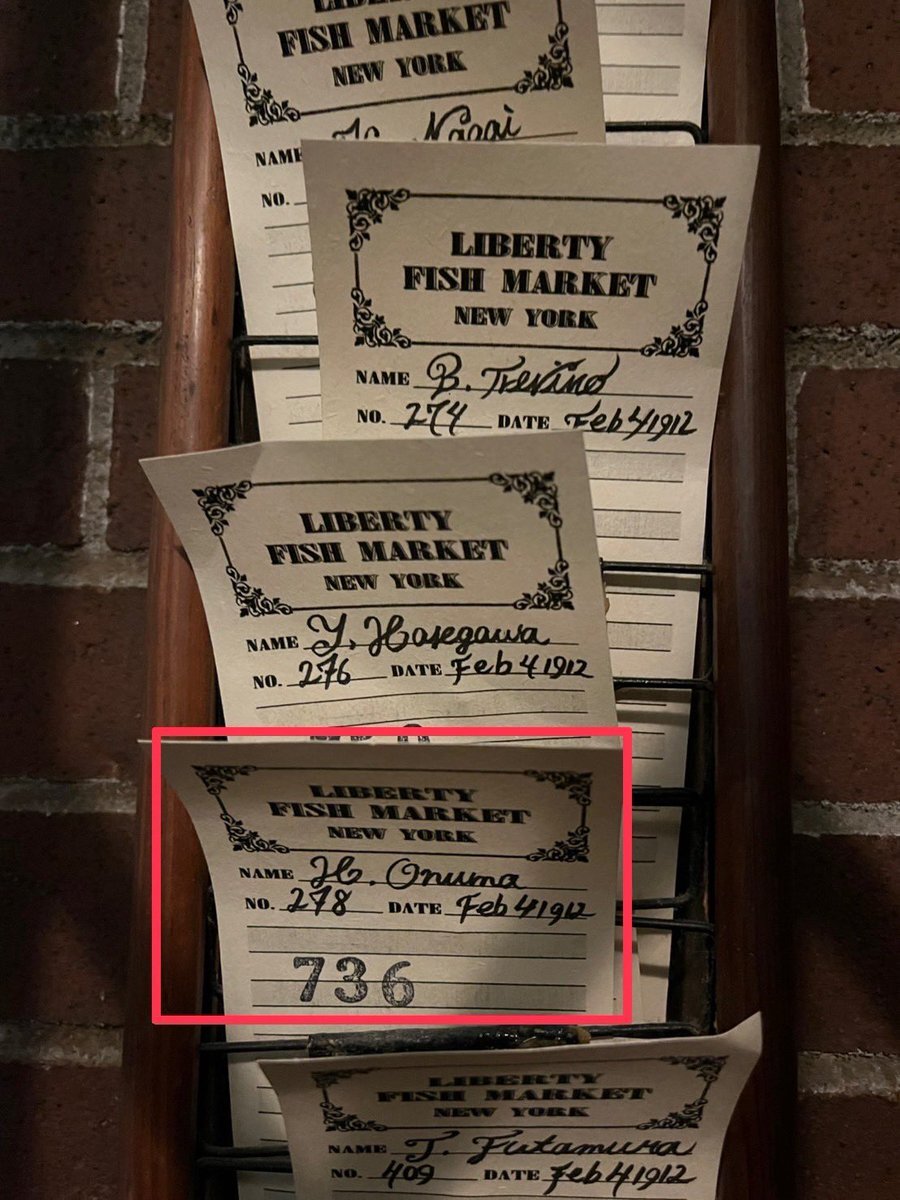 FISH MARKET
NEW YORK
NAME Nagai
NO.
LIBERTY
FISH MARKET
NEW YORK
NAME B. Treviño
NO. 274 DATE Feb 4 1912
LIBERTY
FISH MARKET
NEW YORK
NAME Y. Hasegawa
NO. 276 DATE Feb 4 1912
LIBERTY
FISH MARKET
NEW YORK
NAME H. Onuma
NO. 278 DATE Feb 4 1912
736
LIBERTY
FISH MARKET
NEW YORK
NAME T. Futamura
NO. 409 DATE Feb 4 1912